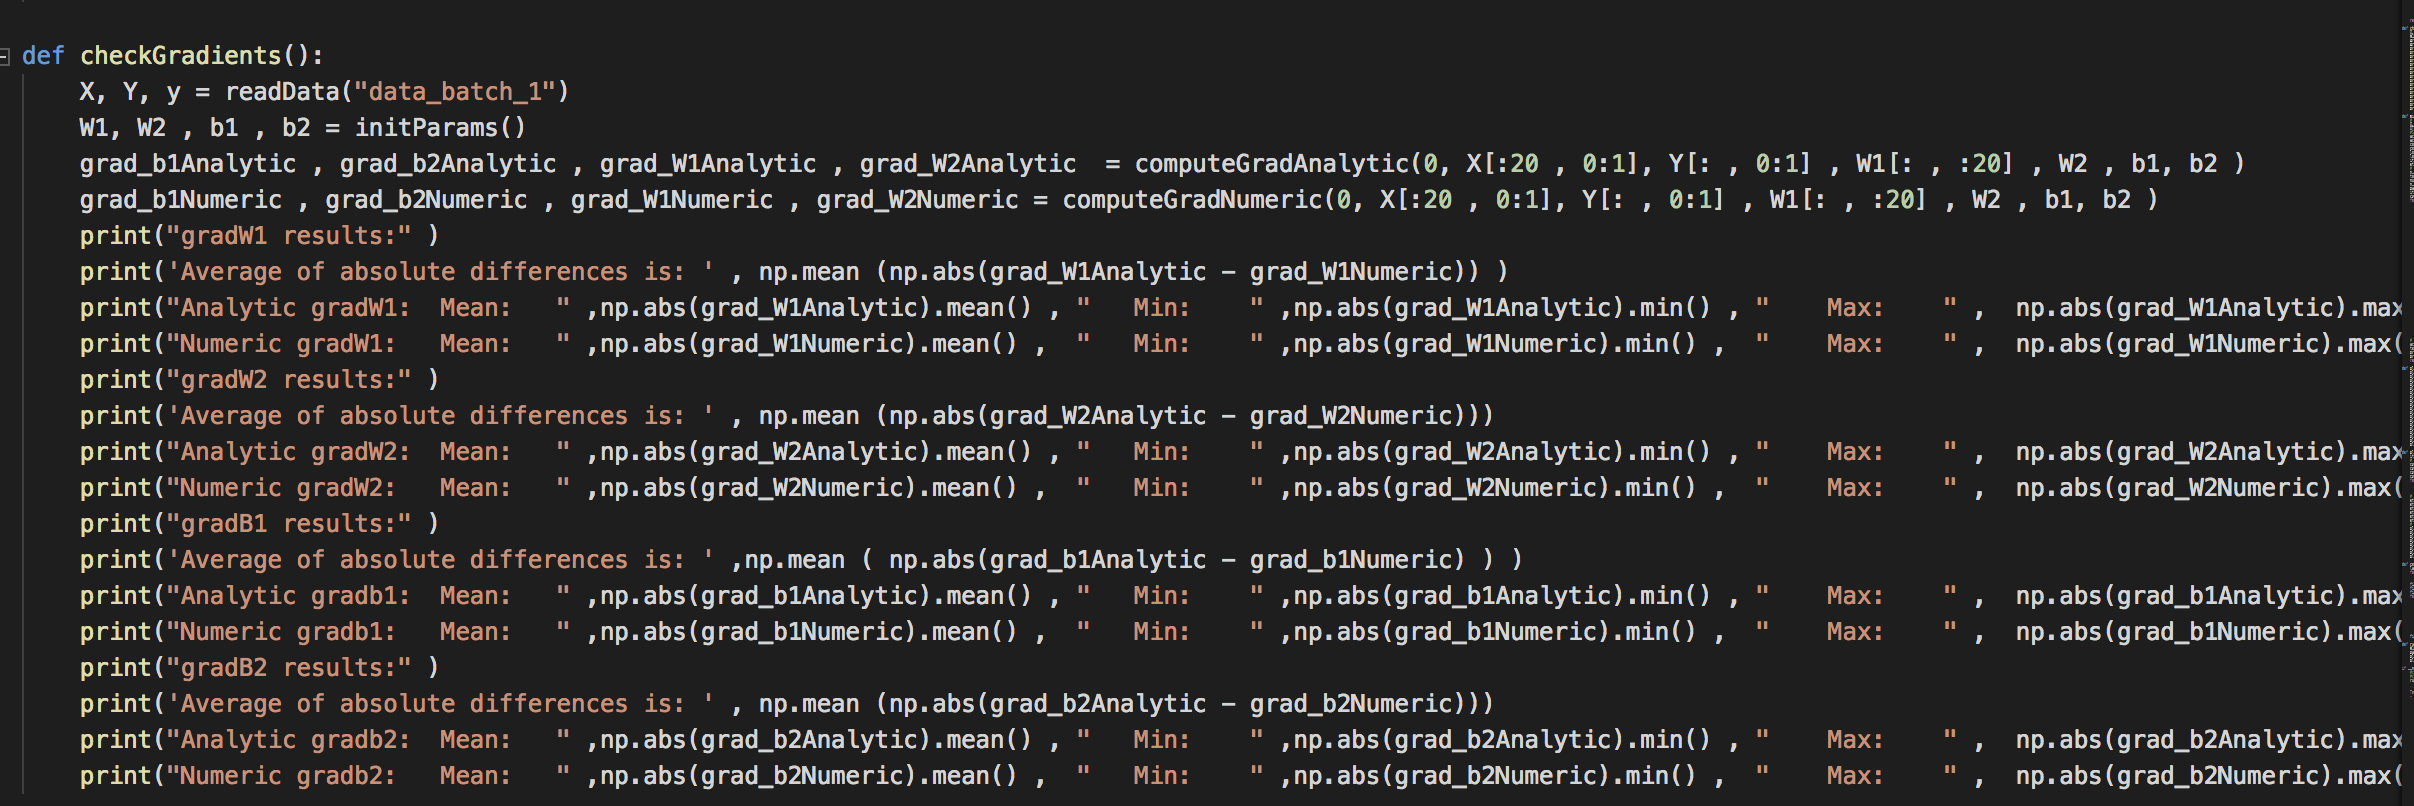 def checkGradients():
    X, Y, y = readData("data_batch_1")
    W1, W2 , b1 , b2 = initParams()
    grad_b1Analytic , grad_b2Analytic , grad_W1Analytic , grad_W2Analytic  = computeGradAnalytic(0, X[:20 , 0:1], Y[: , 0:1] , W1[: , :20] , W2 , b1, b2 )
    grad_b1Numeric , grad_b2Numeric , grad_W1Numeric , grad_W2Numeric = computeGradNumeric(0, X[:20 , 0:1], Y[: , 0:1] , W1[: , :20] , W2 , b1, b2 )
    print("gradW1 results:" )
    print('Average of absolute differences is: ' , np.mean (np.abs(grad_W1Analytic - grad_W1Numeric)) )
    print("Analytic gradW1:  Mean:   " ,np.abs(grad_W1Analytic).mean() , "   Min:    " ,np.abs(grad_W1Analytic).min() , "    Max:    " ,  np.abs(grad_W1Analytic).max
    print("Numeric gradW1:   Mean:   " ,np.abs(grad_W1Numeric).mean() ,  "   Min:    " ,np.abs(grad_W1Numeric).min() ,  "    Max:    " ,  np.abs(grad_W1Numeric).max(
    print("gradW2 results:" )
    print('Average of absolute differences is: ' , np.mean (np.abs(grad_W2Analytic - grad_W2Numeric)))
    print("Analytic gradW2:  Mean:   " ,np.abs(grad_W2Analytic).mean() , "   Min:    " ,np.abs(grad_W2Analytic).min() , "    Max:    " ,  np.abs(grad_W2Analytic).max
    print("Numeric gradW2:   Mean:   " ,np.abs(grad_W2Numeric).mean() ,  "   Min:    " ,np.abs(grad_W2Numeric).min() ,  "    Max:    " ,  np.abs(grad_W2Numeric).max(
    print("gradB1 results:" )
    print('Average of absolute differences is: ' ,np.mean ( np.abs(grad_b1Analytic - grad_b1Numeric) ) )
    print("Analytic gradb1:  Mean:   " ,np.abs(grad_b1Analytic).mean() , "   Min:    " ,np.abs(grad_b1Analytic).min() , "    Max:    " ,  np.abs(grad_b1Analytic).max
    print("Numeric gradb1:   Mean:   " ,np.abs(grad_b1Numeric).mean() ,  "   Min:    " ,np.abs(grad_b1Numeric).min() ,  "    Max:    " ,  np.abs(grad_b1Numeric).max(
    print("gradB2 results:" )
    print('Average of absolute differences is: ' , np.mean (np.abs(grad_b2Analytic - grad_b2Numeric)))
    print("Analytic gradb2:  Mean:   " ,np.abs(grad_b2Analytic).mean() , "   Min:    " ,np.abs(grad_b2Analytic).min() , "    Max:    " ,  np.abs(grad_b2Analytic).max
    print("Numeric gradb2:   Mean:   " ,np.abs(grad_b2Numeric).mean() ,  "   Min:    " ,np.abs(grad_b2Numeric).min() ,  "    Max:    " ,  np.abs(grad_b2Numeric).max(